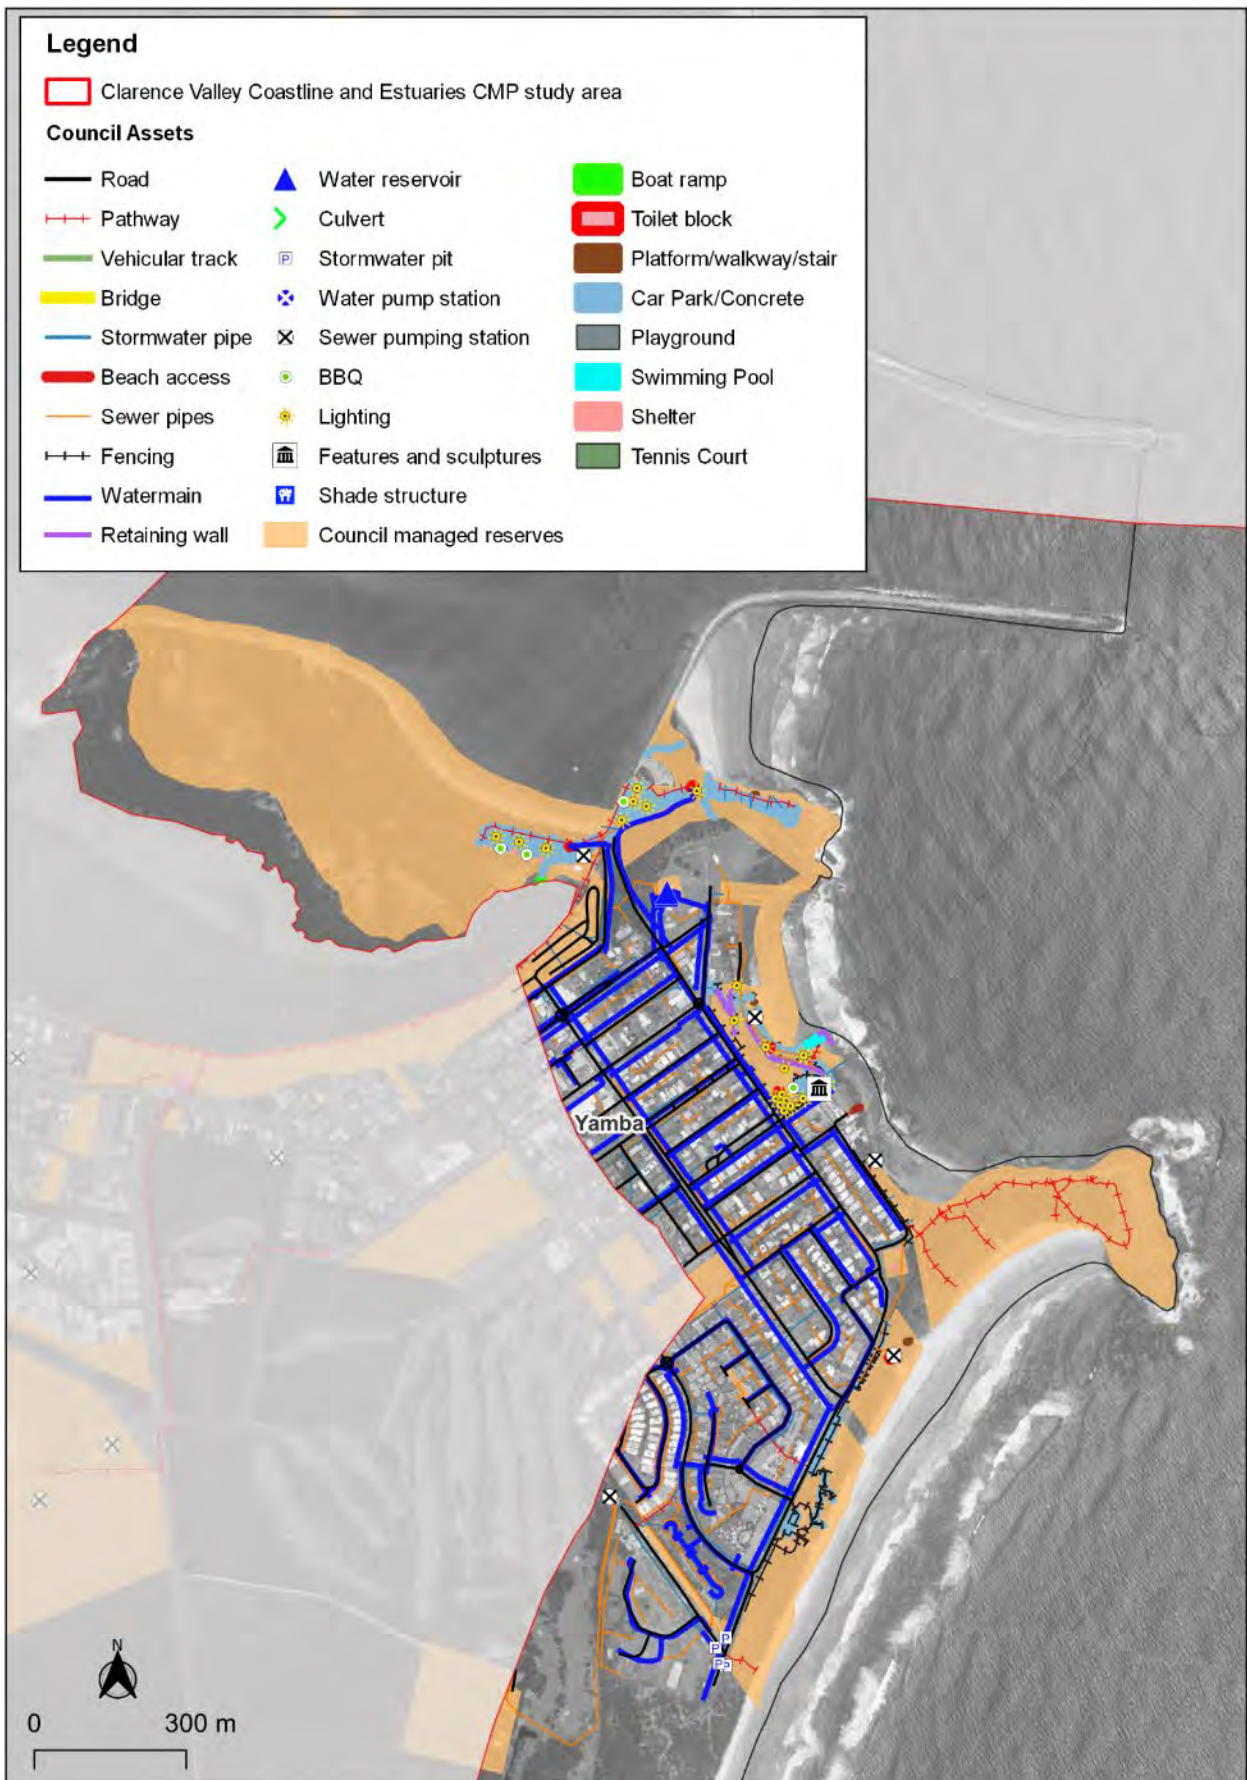 Legend
Clarence Valley Coastline and Estuaries CMP study area
Council Assets
Road
Pathway
Vehicular track
Bridge
Stormwater pipe
Beach access
Sewer pipes
Fencing
Watermain
Retaining wall
Water reservoir
Culvert
P Stormwater pit
Water pump station
Sewer pumping station
BBQ
Lighting
Features and sculptures
Shade structure
Council managed reserves
Boat ramp
Toilet block
Platform/walkway/stair
Car Park/Concrete
Playground
Swimming Pool
Shelter
Tennis Court
Yamba
P
P
P
P
N
0 300 m